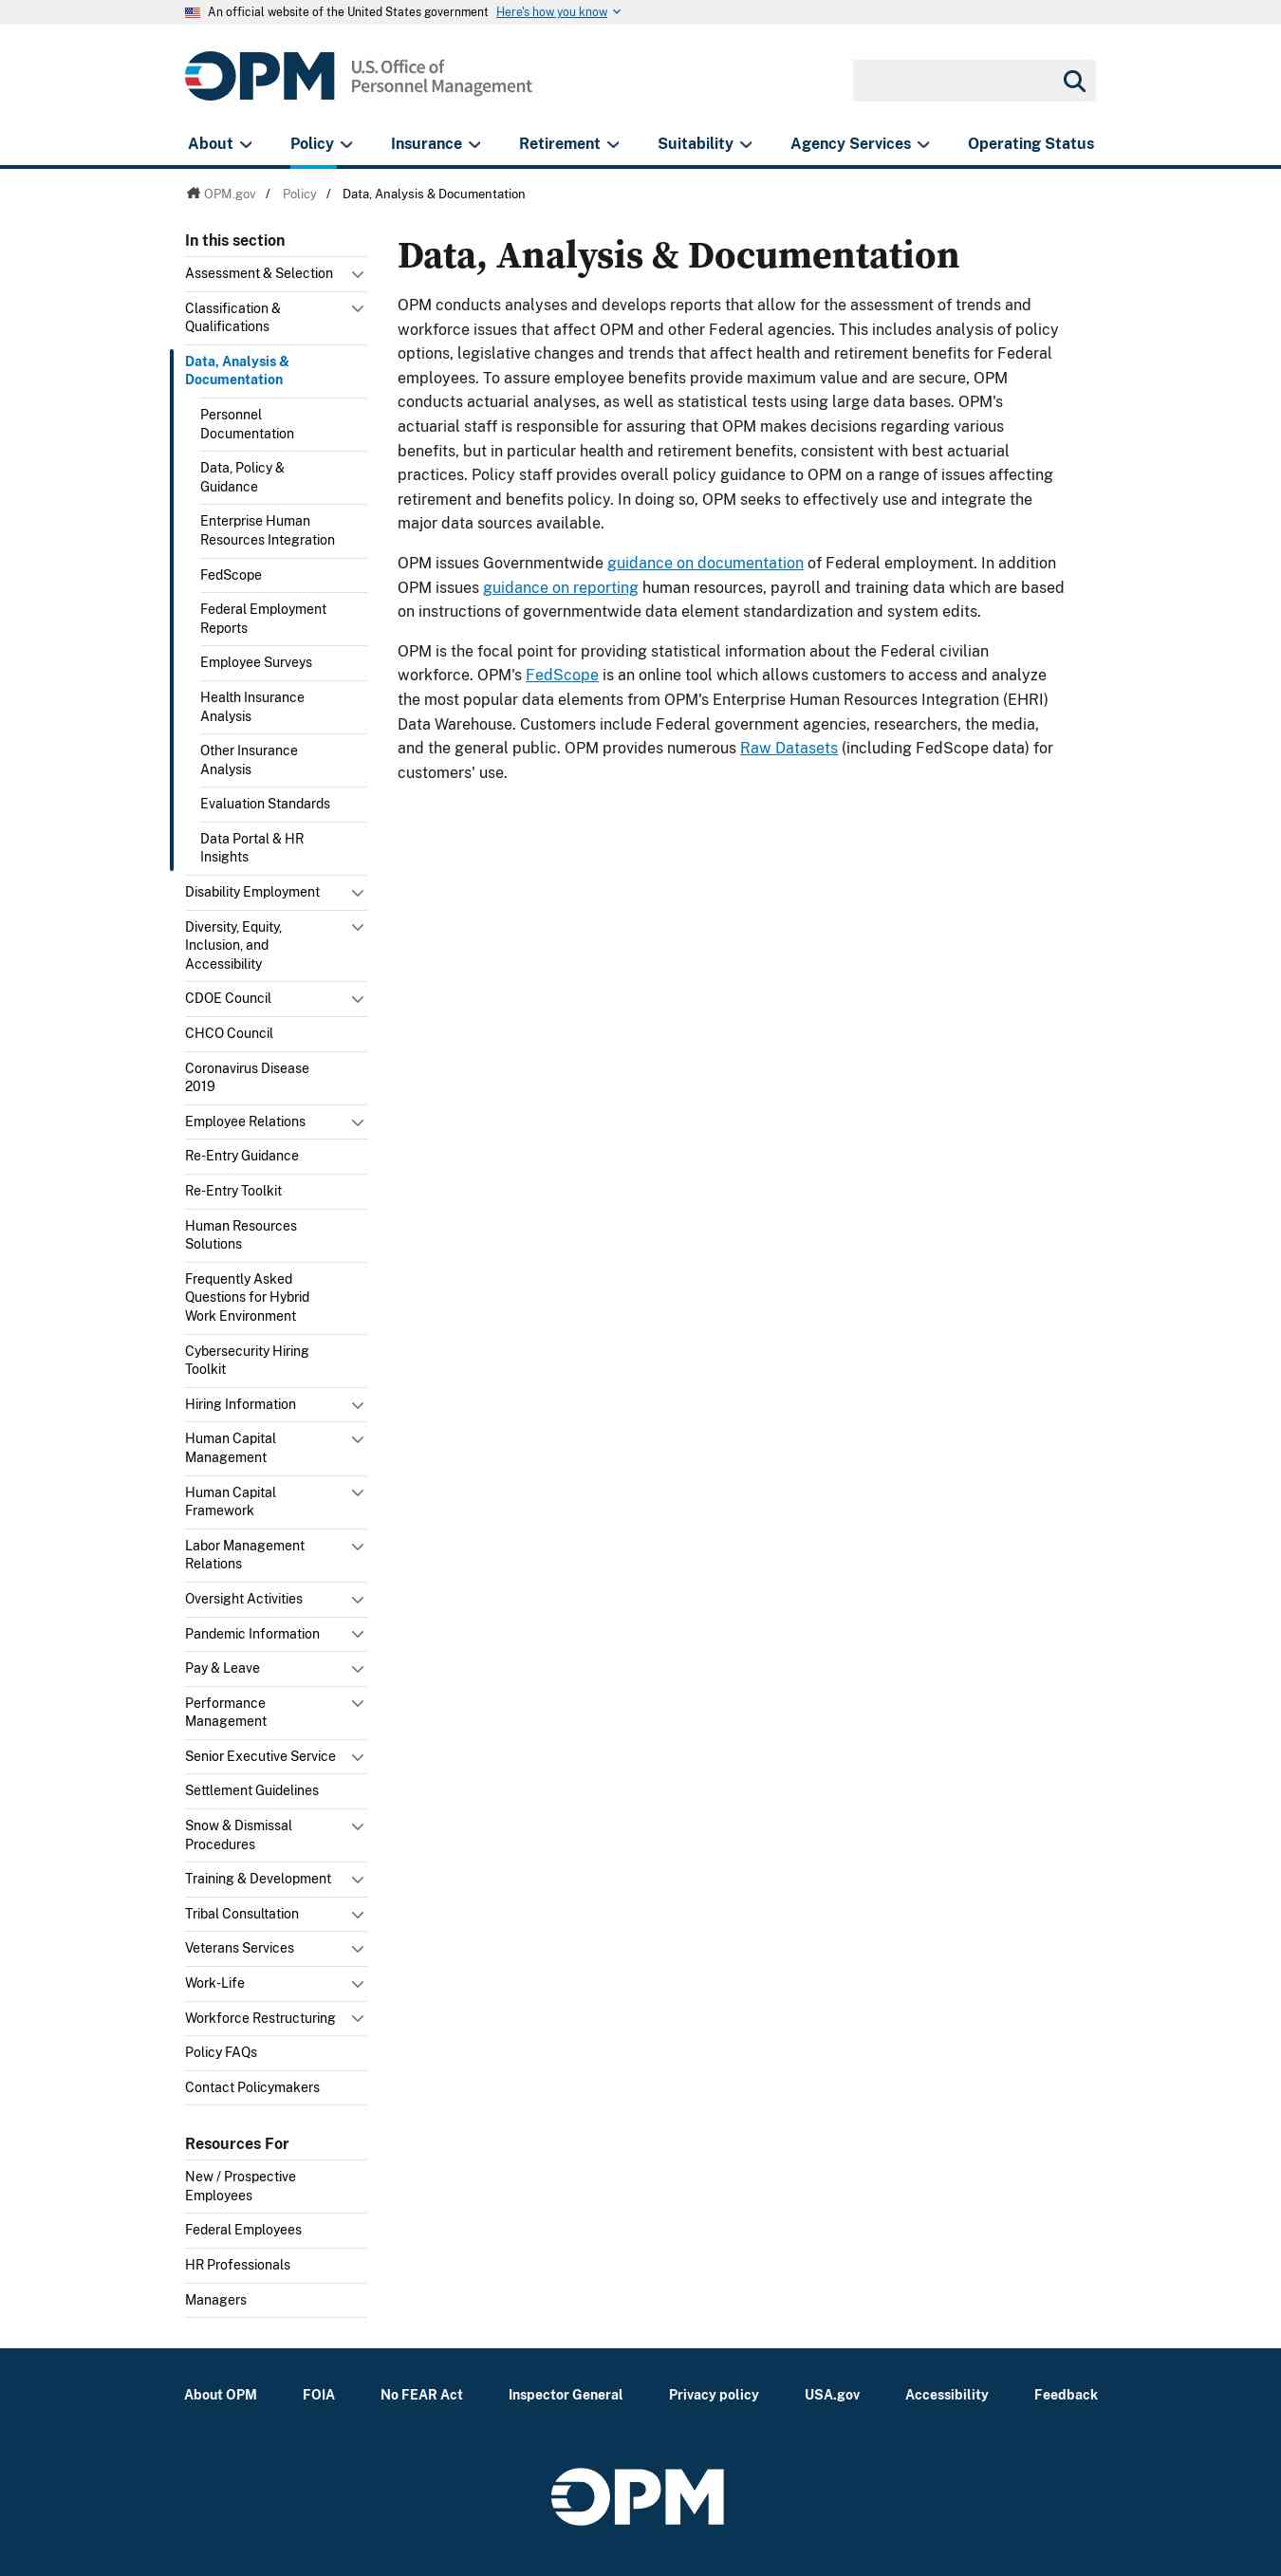 An official website of the United States government Here's how you know
OPM U.S. Office of
Personnel Management
About Policy Insurance Retirement Suitability Agency Services Operating Status
OPM.gov / Policy / Data, Analysis & Documentation
In this section
Assessment & Selection
Classification &
Qualifications
Data, Analysis &
Documentation
Personnel
Documentation
Data, Policy &
Guidance
Enterprise Human
Resources Integration
FedScope
Federal Employment
Reports
Employee Surveys
Health Insurance
Analysis
Other Insurance
Analysis
Evaluation Standards
Data Portal & HR
Insights
Disability Employment
Diversity, Equity,
Inclusion, and
Accessibility
CDOE Council
CHCO Council
Coronavirus Disease
2019
Employee Relations
Re-Entry Guidance
Re-Entry Toolkit
Human Resources
Solutions
Frequently Asked
Questions for Hybrid
Work Environment
Cybersecurity Hiring
Toolkit
Hiring Information
Human Capital
Management
Human Capital
Framework
Labor Management
Relations
Oversight Activities
Pandemic Information
Pay & Leave
Performance
Management
Senior Executive Service
Settlement Guidelines
Snow & Dismissal
Procedures
Training & Development
Tribal Consultation
Veterans Services
Work-Life
Workforce Restructuring
Policy FAQs
Contact Policymakers
Resources For
New / Prospective
Employees
Federal Employees
HR Professionals
Managers
Data, Analysis & Documentation
OPM conducts analyses and develops reports that allow for the assessment of trends and
workforce issues that affect OPM and other Federal agencies. This includes analysis of policy
options, legislative changes and trends that affect health and retirement benefits for Federal
employees. To assure employee benefits provide maximum value and are secure, OPM
conducts actuarial analyses, as well as statistical tests using large data bases. OPM's
actuarial staff is responsible for assuring that OPM makes decisions regarding various
benefits, but in particular health and retirement benefits, consistent with best actuarial
practices. Policy staff provides overall policy guidance to OPM on a range of issues affecting
retirement and benefits policy. In doing so, OPM seeks to effectively use and integrate the
major data sources available.
OPM issues Governmentwide guidance on documentation of Federal employment. In addition
OPM issues guidance on reporting human resources, payroll and training data which are based
on instructions of governmentwide data element standardization and system edits.
OPM is the focal point for providing statistical information about the Federal civilian
workforce. OPM's FedScope is an online tool which allows customers to access and analyze
the most popular data elements from OPM's Enterprise Human Resources Integration (EHRI)
Data Warehouse. Customers include Federal government agencies, researchers, the media,
and the general public. OPM provides numerous Raw Datasets (including FedScope data) for
customers' use.
About OPM FOIA No FEAR Act Inspector General Privacy policy USA.gov Accessibility Feedback
OPM